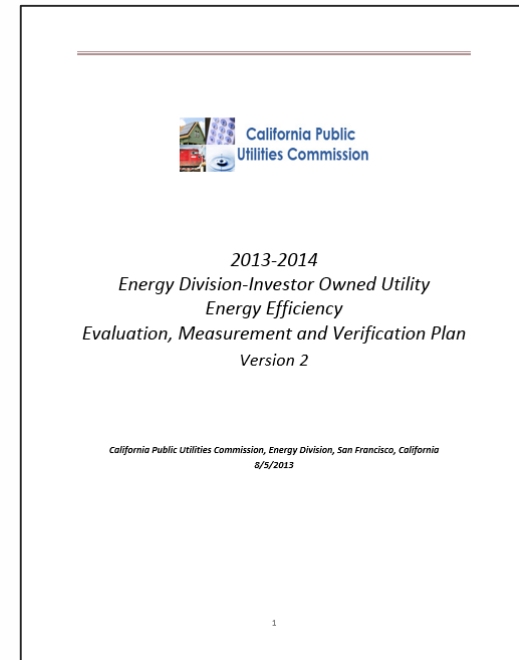 California Public
Utilities Commission
2013-2014
Energy Division-Investor Owned Utility
Energy Efficiency
Evaluation, Measurement and Verification Plan
Version 2
California Public Utilities Commission, Energy Division, San Francisco, California
8/5/2013
1